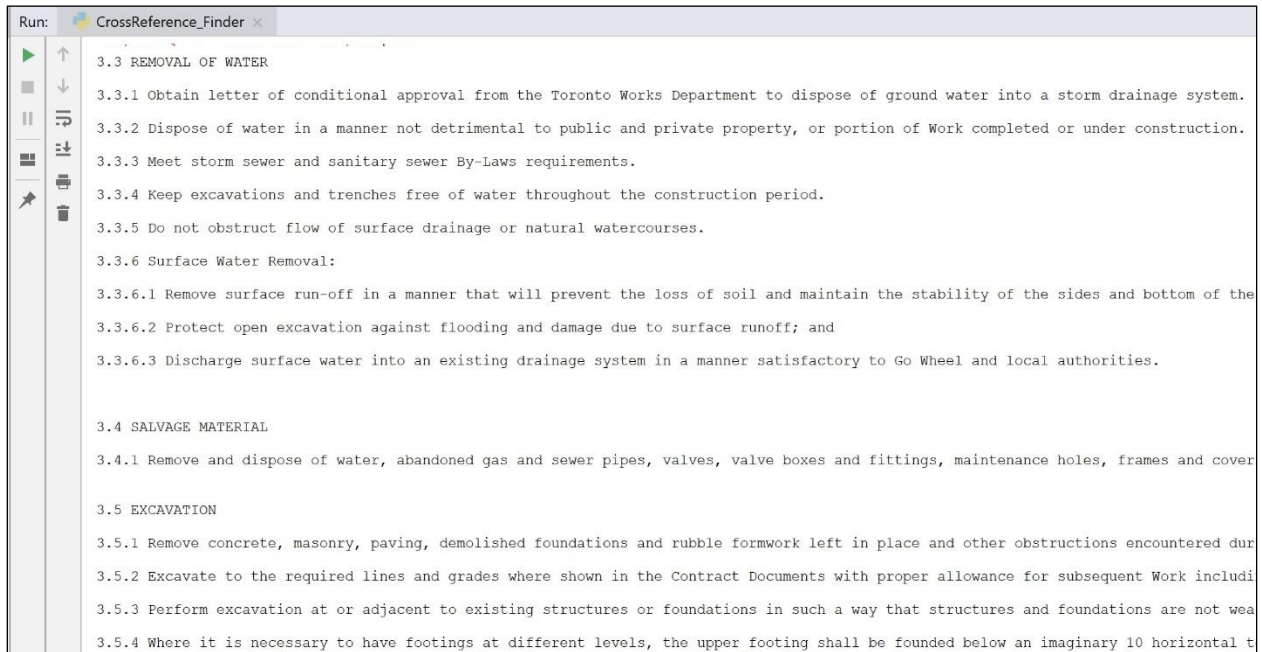 Run: CrossReference_Finder
3.3 REMOVAL OF WATER
3.3.1 Obtain letter of conditional approval from the Toronto Works Department to dispose of ground water into a storm drainage system.
3.3.2 Dispose of water in a manner not detrimental to public and private property, or portion of Work completed or under construction.
3.3.3 Meet storm sewer and sanitary sewer By-Laws requirements.
3.3.4 Keep excavations and trenches free of water throughout the construction period.
3.3.5 Do not obstruct flow of surface drainage or natural watercourses.
3.3.6 Surface Water Removal:
3.3.6.1 Remove surface run-off in a manner that will prevent the loss of soil and maintain the stability of the sides and bottom of the
3.3.6.2 Protect open excavation against flooding and damage due to surface runoff; and
3.3.6.3 Discharge surface water into an existing drainage system in a manner satisfactory to Go Wheel and local authorities.
3.4 SALVAGE MATERIAL
3.4.1 Remove and dispose of water, abandoned gas and sewer pipes, valves, valve boxes and fittings, maintenance holes, frames and cover
3.5 EXCAVATION
3.5.1 Remove concrete, masonry, paving, demolished foundations and rubble formwork left in place and other obstructions encountered dur
3.5.2 Excavate to the required lines and grades where shown in the Contract Documents with proper allowance for subsequent Work includi
3.5.3 Perform excavation at or adjacent to existing structures or foundations in such a way that structures and foundations are not wea
3.5.4 Where it is necessary to have footings at different levels, the upper footing shall be founded below an imaginary 10 horizontal t